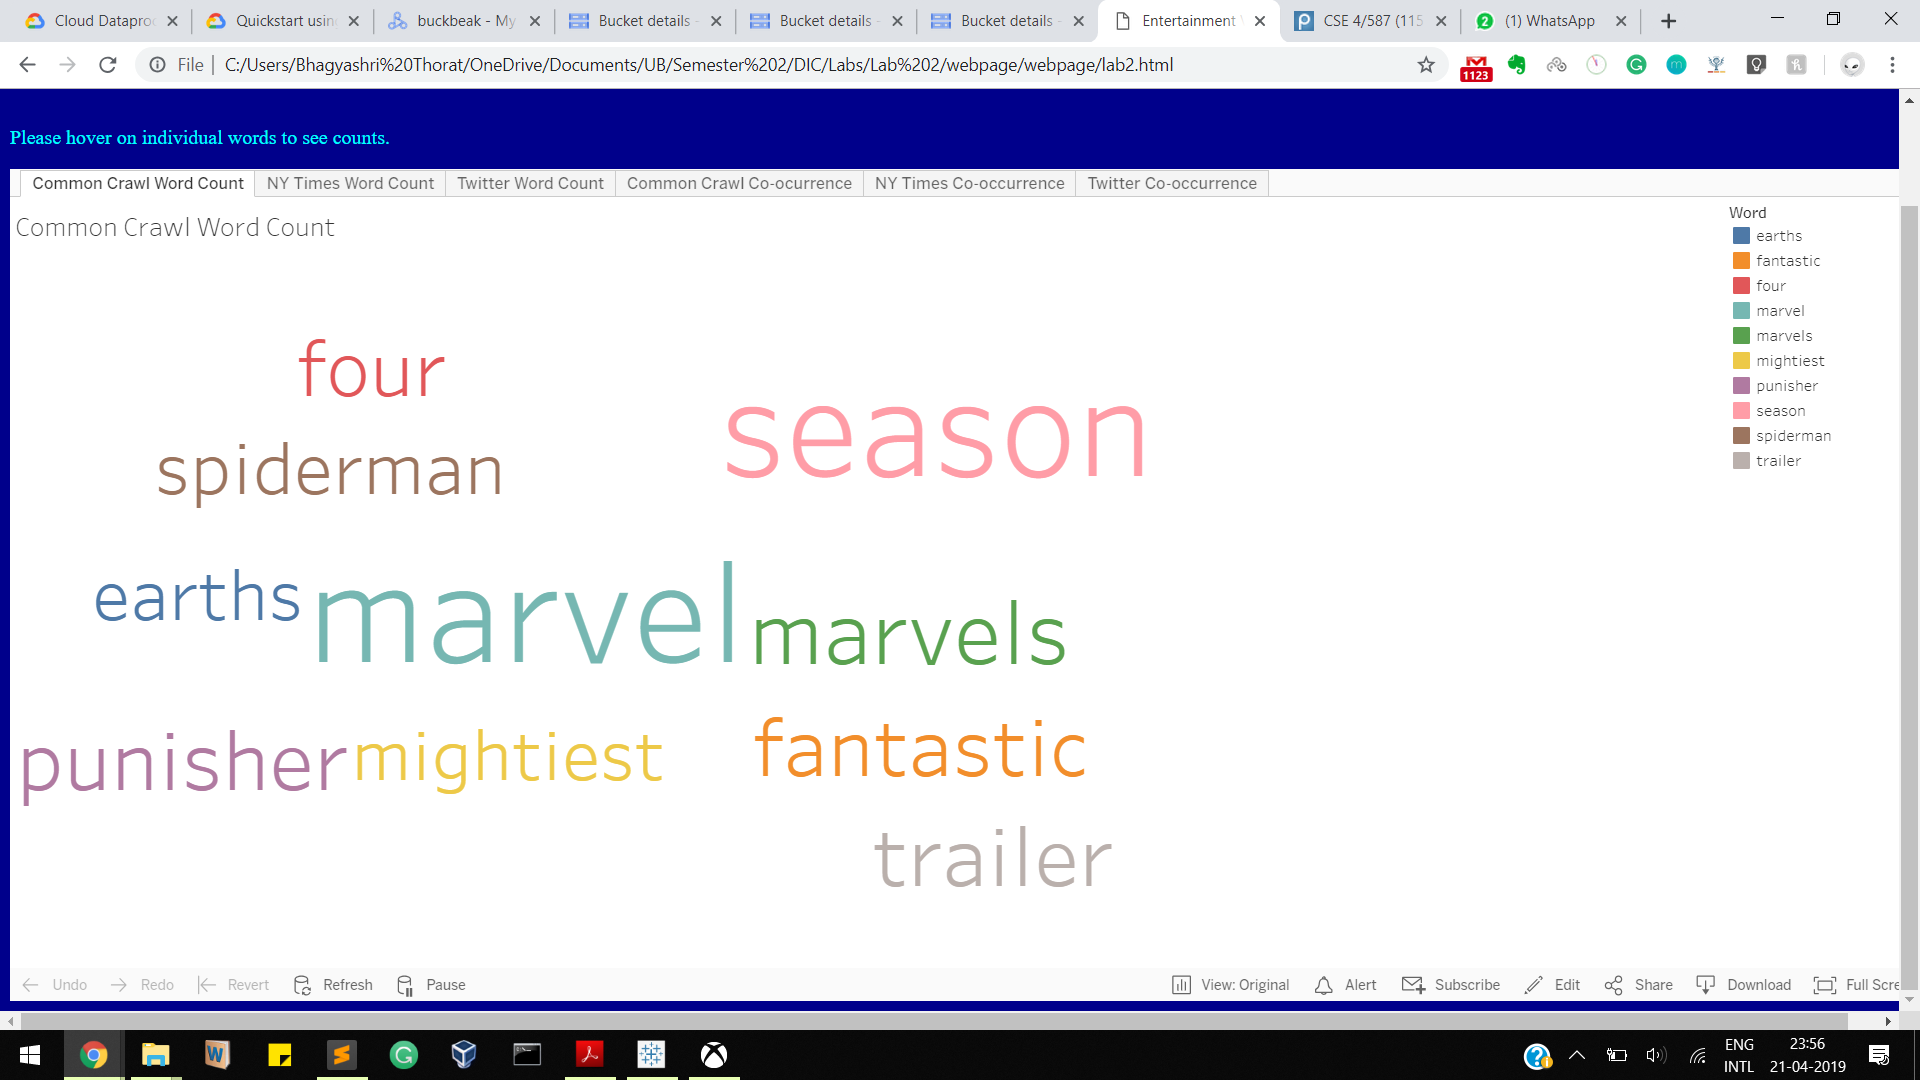 Cloud Dataproc
Quickstart usin
buckbeak - My
Bucket details -
Bucket details -
Bucket details -
Entertainment
CSE 4/587 (115
2
(1) WhatsApp
File
C:/Users/Bhagyashri%20Thorat/OneDrive/Documents/UB/Semester%202/DIC/Labs/Lab%202/webpage/webpage/lab2.html
1123
Please hover on individual words to see counts.
Common Crawl Word Count
NY Times Word Count
Twitter Word Count
Common Crawl Co-ocurrence
NY Times Co-occurrence
Twitter Co-occurrence
Common Crawl Word Count
Word
earths
fantastic
four
marvel
marvels
mightiest
punisher
season
spiderman
trailer
four
season
spiderman
earths
marvel
marvels
punisher
mightiest
fantastic
trailer
Undo
Redo
Revert
Refresh
Pause
View: Original
Alert
Subscribe
Edit
Share
Download
Full Scre
ENG
INTL
23:56
21-04-2019